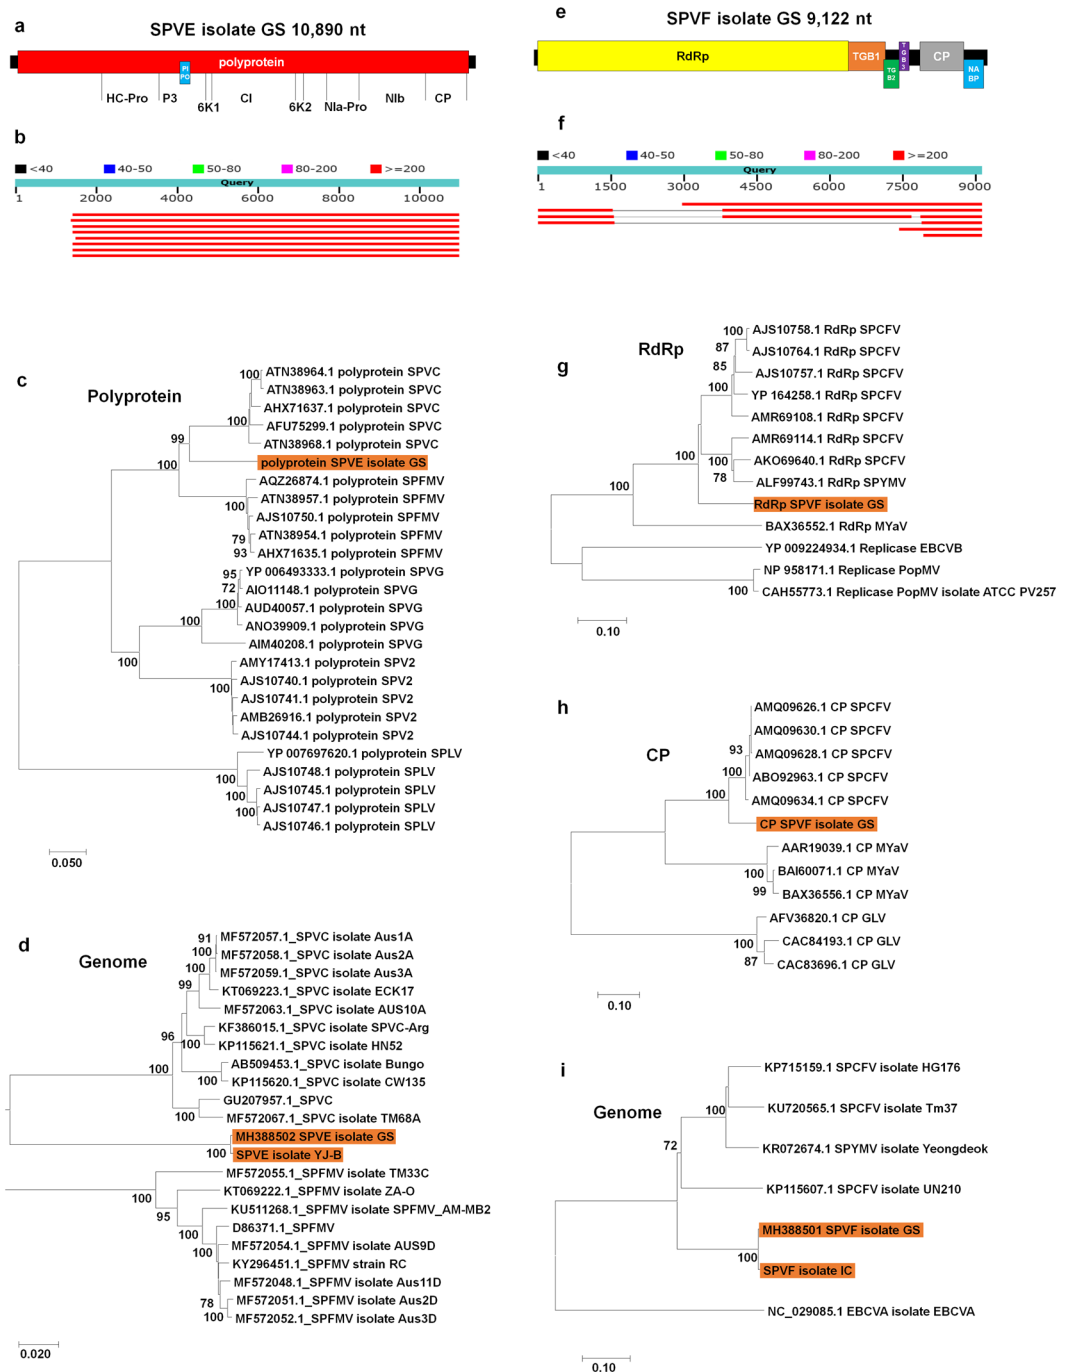 a
SPVE isolate GS 10,890 nt
polyprotein
PI
PO
HC-Pro
P3
6K1
CI
6K2
NIa-Pro
NIb
CP
b
<40
40-50
50-80
80-200
>=200
Query
1
2000
4000
6000
8000
10000
c
Polyprotein
ATN38964.1 polyprotein SPVC
ATN38963.1 polyprotein SPVC
AHX71637.1 polyprotein SPVC
AFU75299.1 polyprotein SPVC
ATN38968.1 polyprotein SPVC
polyprotein SPVE isolate GS
AQZ26874.1 polyprotein SPFMV
ATN38957.1 polyprotein SPFMV
AJS10750.1 polyprotein SPFMV
ATN38954.1 polyprotein SPFMV
AHX71635.1 polyprotein SPFMV
YP 006493333.1 polyprotein SPVG
AIO11148.1 polyprotein SPVG
AUD40057.1 polyprotein SPVG
ANO39909.1 polyprotein SPVG
AIM40208.1 polyprotein SPVG
AMY17413.1 polyprotein SPV2
AJS10740.1 polyprotein SPV2
AJS10741.1 polyprotein SPV2
AMB26916.1 polyprotein SPV2
AJS10744.1 polyprotein SPV2
YP 007697620.1 polyprotein SPLV
AJS10748.1 polyprotein SPLV
AJS10745.1 polyprotein SPLV
AJS10747.1 polyprotein SPLV
AJS10746.1 polyprotein SPLV
100
100
99
100
100
79
93
95
72
100
100
100
100
100
100
100
0.050
d
Genome
MF572057.1_SPVC isolate Aus1A
MF572058.1_SPVC isolate Aus2A
MF572059.1_SPVC isolate Aus3A
KT069223.1_SPVC isolate ECK17
MF572063.1_SPVC isolate AUS10A
KF386015.1_SPVC isolate SPVC-Arg
KP115621.1_SPVC isolate HN52
AB509453.1_SPVC isolate Bungo
KP115620.1_SPVC isolate CW135
GU207957.1_SPVC
MF572067.1_SPVC isolate TM68A
MH388502 SPVE isolate GS
SPVE isolate YJ-B
MF572055.1_SPFMV isolate TM33C
KT069222.1_SPFMV isolate ZA-O
KU511268.1_SPFMV isolate SPFMV_AM-MB2
D86371.1_SPFMV
MF572054.1_SPFMV isolate AUS9D
KY296451.1_SPFMV strain RC
MF572048.1_SPFMV isolate Aus11D
MF572051.1_SPFMV isolate Aus2D
MF572052.1_SPFMV isolate Aus3D
91
100
100
99
96
100
100
100
100
100
100
95
100
100
78
100
0.020
e
SPVF isolate GS 9,122 nt
RdRp
TGB1
TG
B2
T
G
B
3
CP
NA
BP
f
<40
40-50
50-80
80-200
>=200
Query
1
1500
3000
4500
6000
7500
9000
g
RdRp
AJS10758.1 RdRp SPCFV
AJS10764.1 RdRp SPCFV
AJS10757.1 RdRp SPCFV
YP 164258.1 RdRp SPCFV
AMR69108.1 RdRp SPCFV
AMR69114.1 RdRp SPCFV
AKO69640.1 RdRp SPCFV
ALF99743.1 RdRp SPYMV
RdRp SPVF isolate GS
BAX36552.1 RdRp MYaV
YP 009224934.1 Replicase EBCVB
NP 958171.1 Replicase PopMV
CAH55773.1 Replicase PopMV isolate ATCC PV257
100
87
85
100
100
100
78
100
100
0.10
h
CP
AMQ09626.1 CP SPCFV
AMQ09630.1 CP SPCFV
AMQ09628.1 CP SPCFV
ABO92963.1 CP SPCFV
AMQ09634.1 CP SPCFV
CP SPVF isolate GS
AAR19039.1 CP MYaV
BAI60071.1 CP MYaV
BAX36556.1 CP MYaV
AFV36820.1 CP GLV
CAC84193.1 CP GLV
CAC83696.1 CP GLV
93
100
100
100
99
100
87
0.10
i
Genome
KP715159.1 SPCFV isolate HG176
KU720565.1 SPCFV isolate Tm37
KR072674.1 SPYMV isolate Yeongdeok
KP115607.1 SPCFV isolate UN210
MH388501 SPVF isolate GS
SPVF isolate IC
NC_029085.1 EBCVA isolate EBCVA
100
72
100
0.10